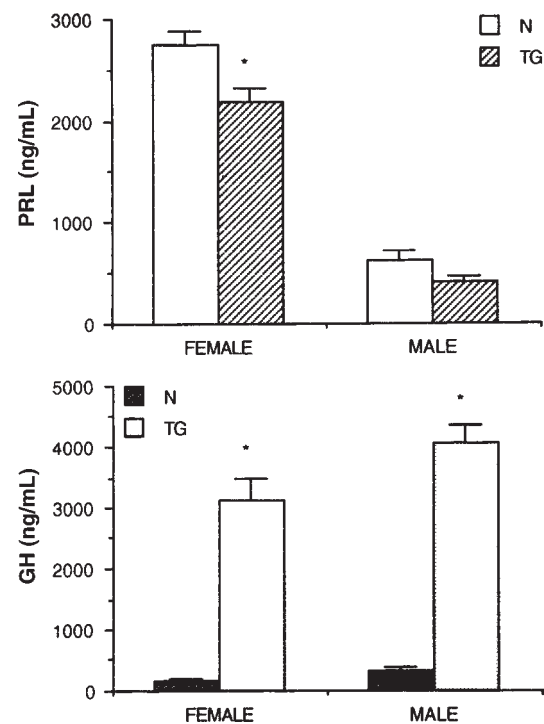 3000
2000
1000
0
PRL (ng/mL)
N
TG
*
FEMALE
MALE
5000
4000
3000
2000
1000
0
GH (ng/mL)
N
TG
*
*
FEMALE
MALE